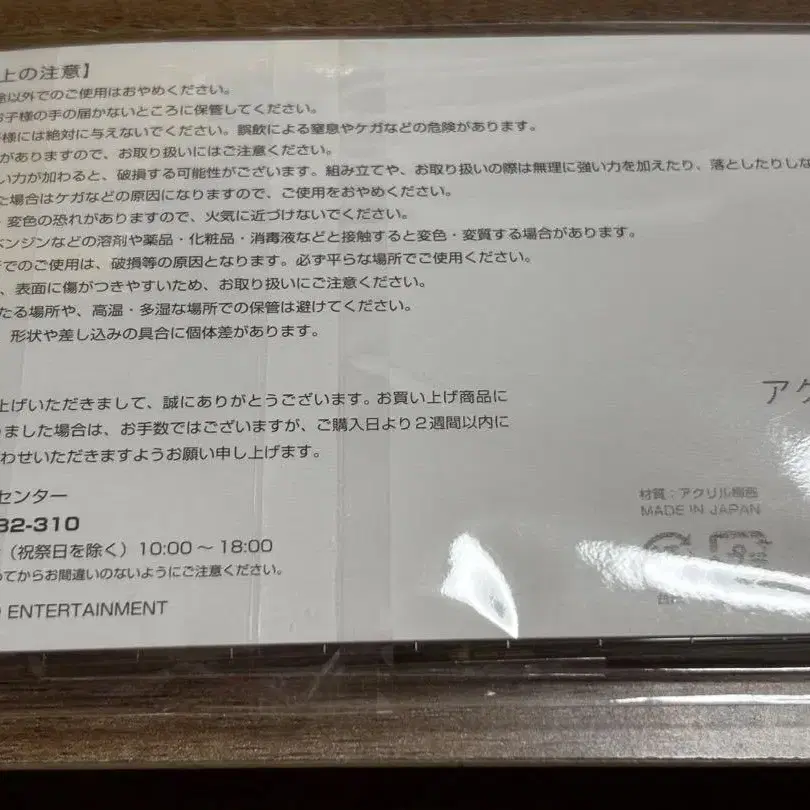 上の注意】
以外でのご使用はおやめください。
お子様の手の届かないところに保管してください。
様には絶対に与えないでください。誤飲による窒息やケガなどの危険があります。
がありますので、お取り扱いにはご注意ください。
い力が加わると、破損する可能性がございます。組み立てや、お取り扱いの際は無理に強い力を加えたり、落としたりしな
た場合はケガなどの原因になりますので、ご使用をおやめください。
・変色の恐れがありますので、火気に近づけないでください。
ベンジンなどの溶剤や薬品・化粧品・消毒液などと接触すると変色・変質する場合があります。
でのご使用は、破損等の原因となります。必ず平らな場所でご使用ください。
、表面に傷がつきやすいため、お取り扱いにご注意ください。
たる場所や、高温・多湿な場所での保管は避けてください。
形状や差し込みの具合に個体差があります。
上げいただきまして、誠にありがとうございます。お買い上げ商品に
りました場合は、お手数ではございますが、ご購入日より2週間以内に
わせいただきますようお願い申し上げます。
センター
32-310
（祝祭日を除く）10:00～18:00
てからお間違いのないようにご注意ください。
ENTERTAINMENT
アク
材質：アクリル樹脂
MADE IN JAPAN